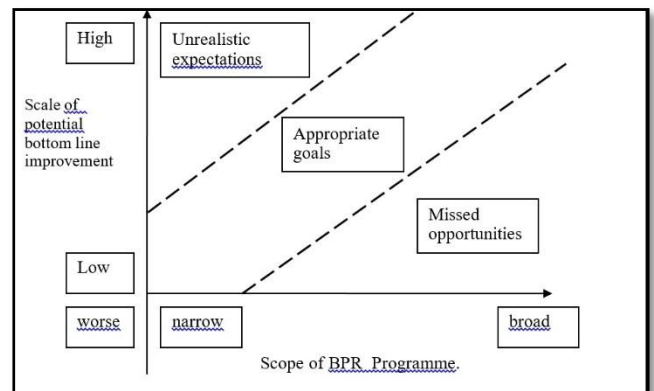 High
Unrealistic
expectations
Scale of
potential
bottom line
improvement
Appropriate
goals
Missed
opportunities
Low
worse
narrow
broad
Scope of BPR Programme.